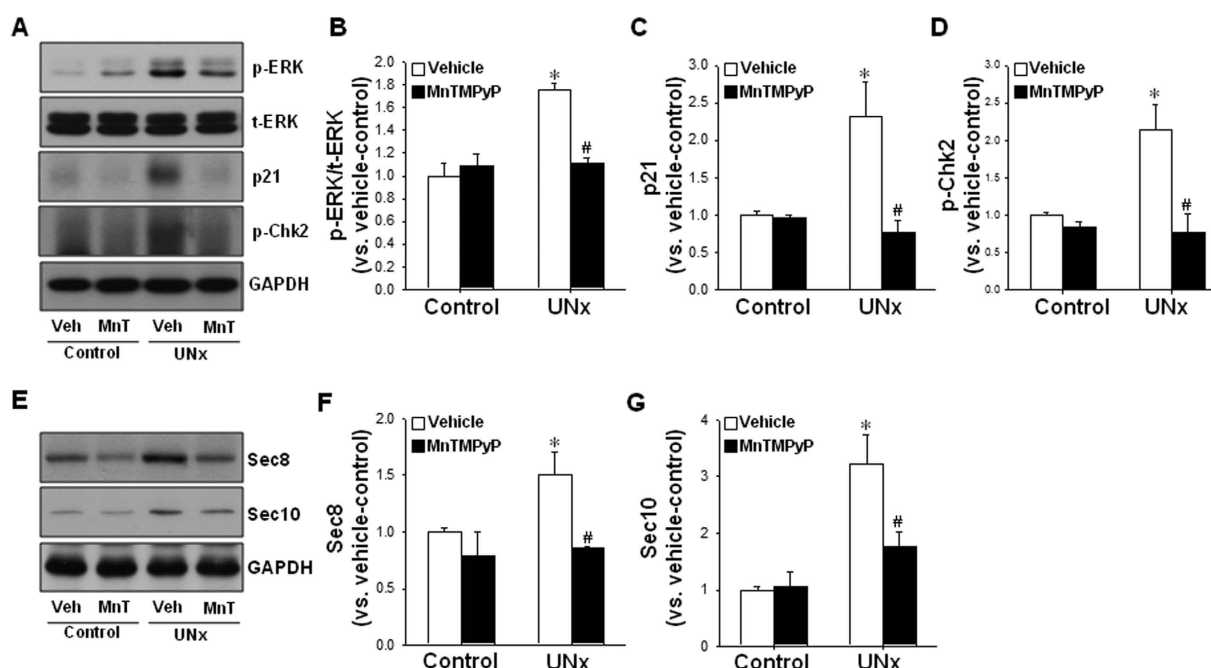 A
p-ERK
t-ERK
p21
p-Chk2
GAPDH
Veh MnT Veh MnT
Control UNx
B
p-ERK/t-ERK
(vs. vehicle-control)
2.0
1.8
1.6
1.4
1.2
1.0
0.8
0.6
0.4
0.2
0.0
Vehicle
MnTMPyP
*
#
Control UNx
C
p21
(vs. vehicle-control)
3.0
2.5
2.0
1.5
1.0
0.5
0.0
Vehicle
MnTMPyP
*
#
Control UNx
D
p-Chk2
(vs. vehicle-control)
3.0
2.5
2.0
1.5
1.0
0.5
0.0
Vehicle
MnTMPyP
*
#
Control UNx
E
Sec8
Sec10
GAPDH
Veh MnT Veh MnT
Control UNx
F
Sec8
(vs. vehicle-control)
2.0
1.5
1.0
0.5
0.0
Vehicle
MnTMPyP
*
#
Control UNx
G
Sec10
(vs. vehicle-control)
4
3
2
1
0
Vehicle
MnTMPyP
*
#
Control UNx